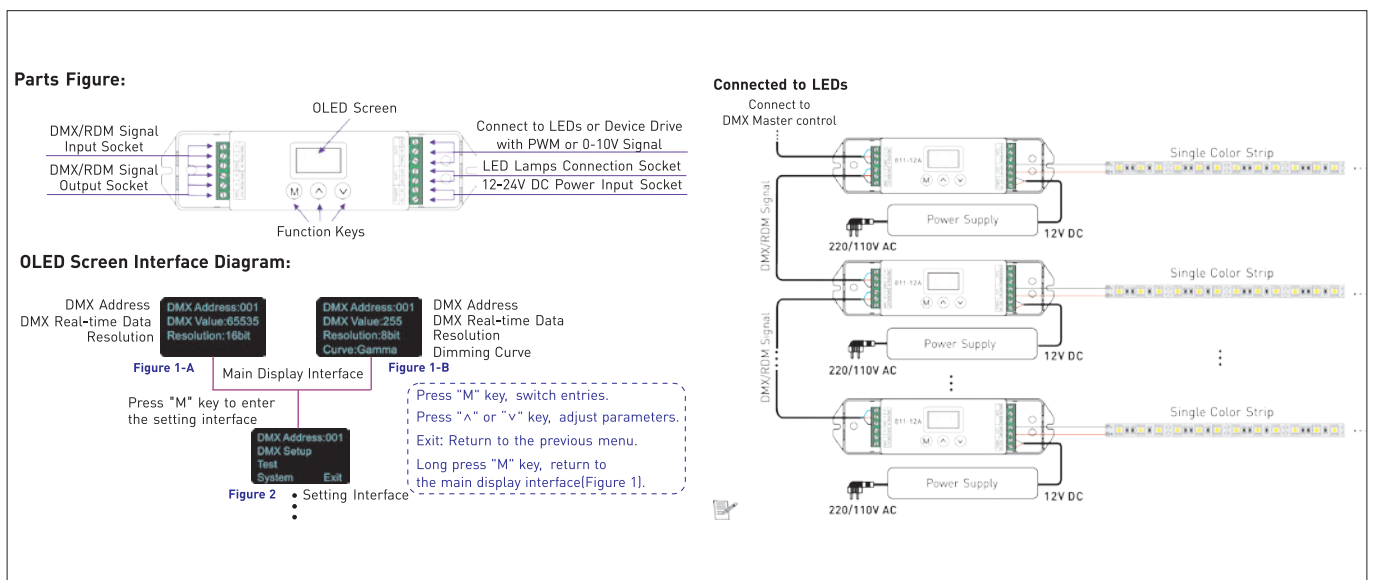 Parts Figure:
OLED Screen
DMX/RDM Signal
Input Socket
DMX/RDM Signal
Output Socket
Connect to LEDs or Device Drive
with PWM or 0-10V Signal
LED Lamps Connection Socket
12-24V DC Power Input Socket
M
Function Keys
OLED Screen Interface Diagram:
DMX Address
DMX Real-time Data
Resolution
DMX Address:001
DMX Value:65535
Resolution:16bit
DMX Address:001
DMX Value:255
Resolution:8bit
Curve:Gamma
DMX Address
DMX Real-time Data
Resolution
Dimming Curve
Figure 1-A
Main Display Interface
Figure 1-B
Press "M" key to enter
the setting interface
DMX Address:001
DMX Setup
Test
System Exit
Figure 2
Setting Interface
Press "M" key, switch entries.
Press "∧" or "∨" key, adjust parameters.
Exit: Return to the previous menu.
Long press "M" key, return to
the main display interface(Figure 1).
Connected to LEDs
Connect to
DMX Master control
811-12A
M
Single Color Strip
Power Supply
220/110V AC
12V DC
DMX/RDM Signal
811-12A
M
Single Color Strip
Power Supply
220/110V AC
12V DC
DMX/RDM Signal
811-12A
M
Single Color Strip
Power Supply
220/110V AC
12V DC